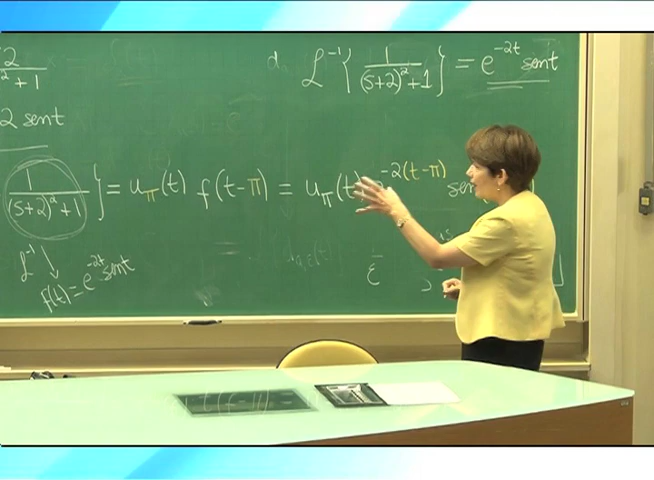 2
² + 1
2 sent
L⁻¹{ 1/((s+2)²+1) } = e^(-2t) sent
1/((s+2)²+1) } = u_π(t) f(t-π) = u_π(t) e^(-2(t-π)) sen
L⁻¹
f(t) = e^(-2t) sent